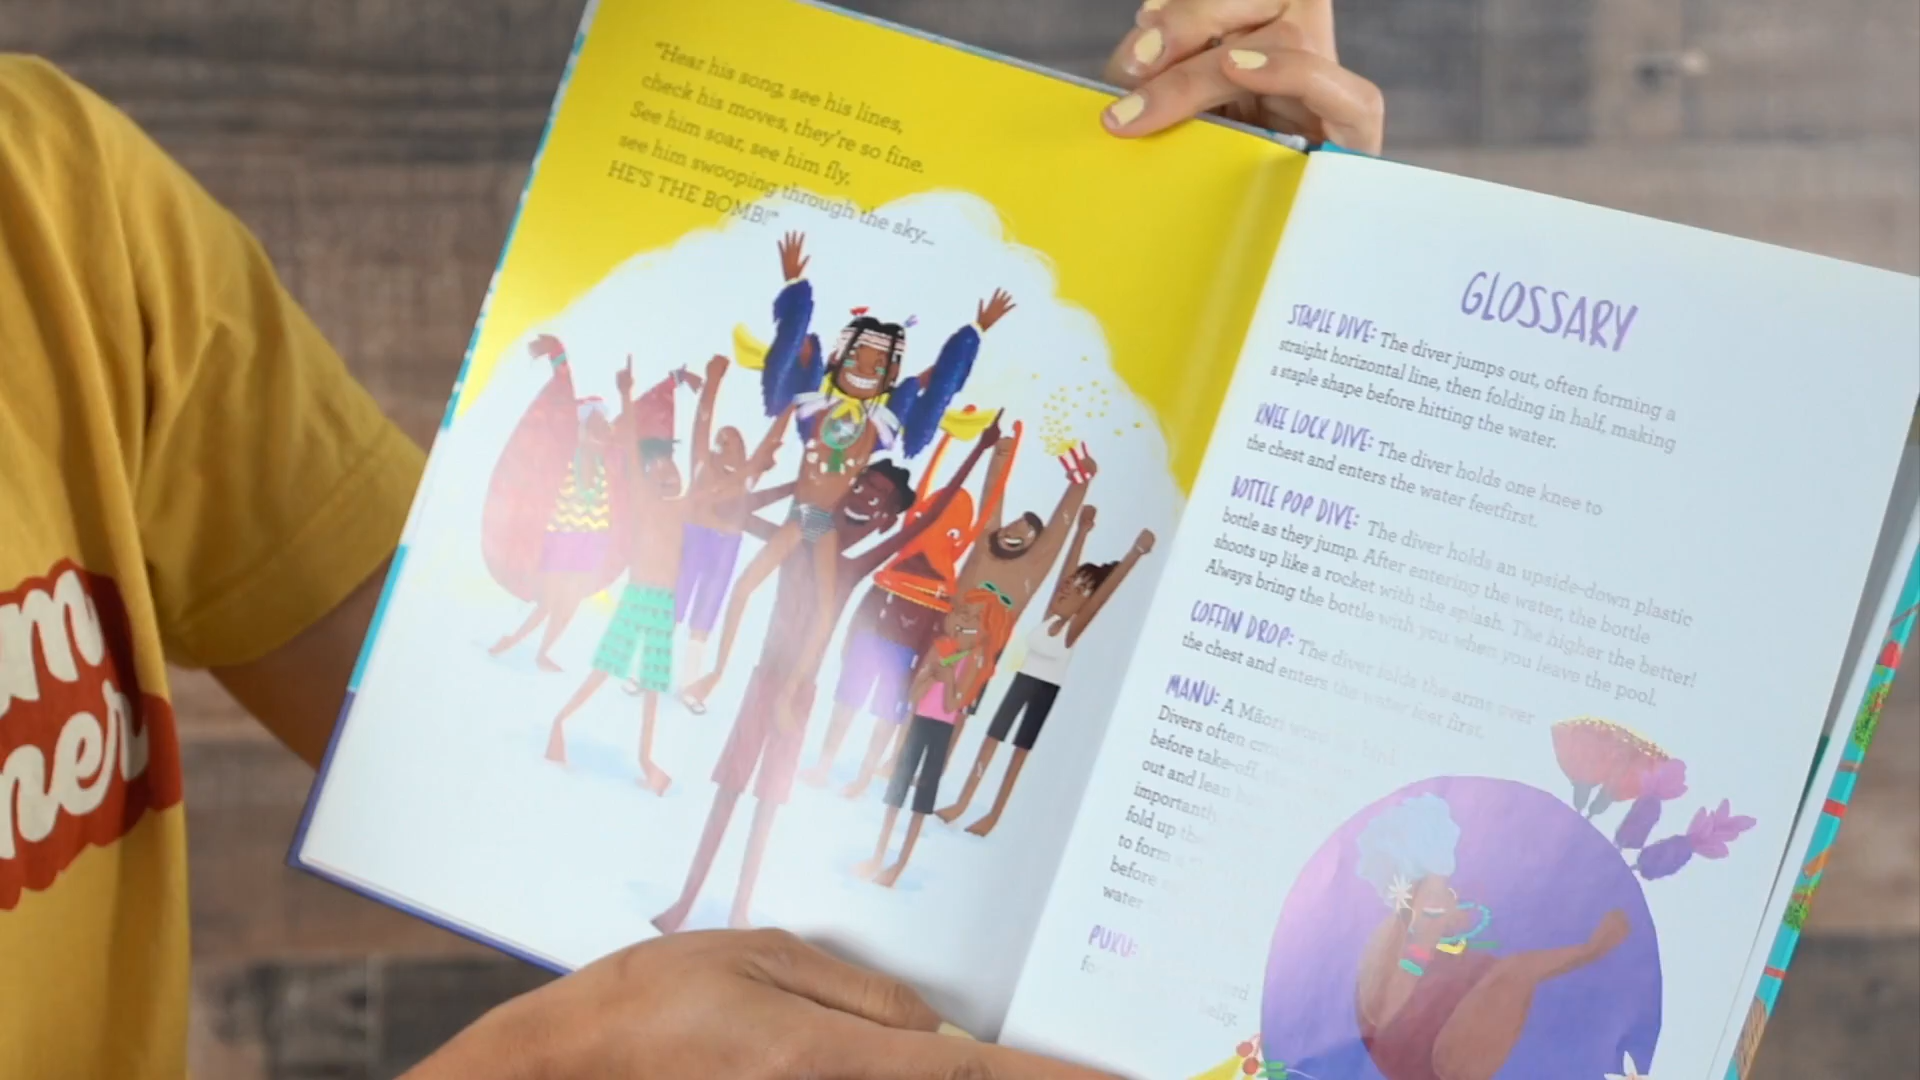 "Hear his song, see his lines,
check his moves, they're so fine.
See him soar, see him fly,
see him swooping through the sky...
HE'S THE BOMB!"
GLOSSARY
STAPLE DIVE: The diver jumps out, often forming a
straight horizontal line, then folding in half, making
a staple shape before hitting the water.
KNEE LOCK DIVE: The diver holds one knee to
the chest and enters the water feetfirst.
BOTTLE POP DIVE: The diver holds an upside-down plastic
bottle as they jump. After entering the water, the bottle
shoots up like a rocket with the splash. The higher the better!
Always bring the bottle with you when you leave the pool.
COFFIN DROP: The diver folds the arms over
the chest and enters the water feet first.
MANU: A Māori word for bird.
Divers often
before take-off,
out and lean
importantly
fold up the
to form a
before
water
PUKU: